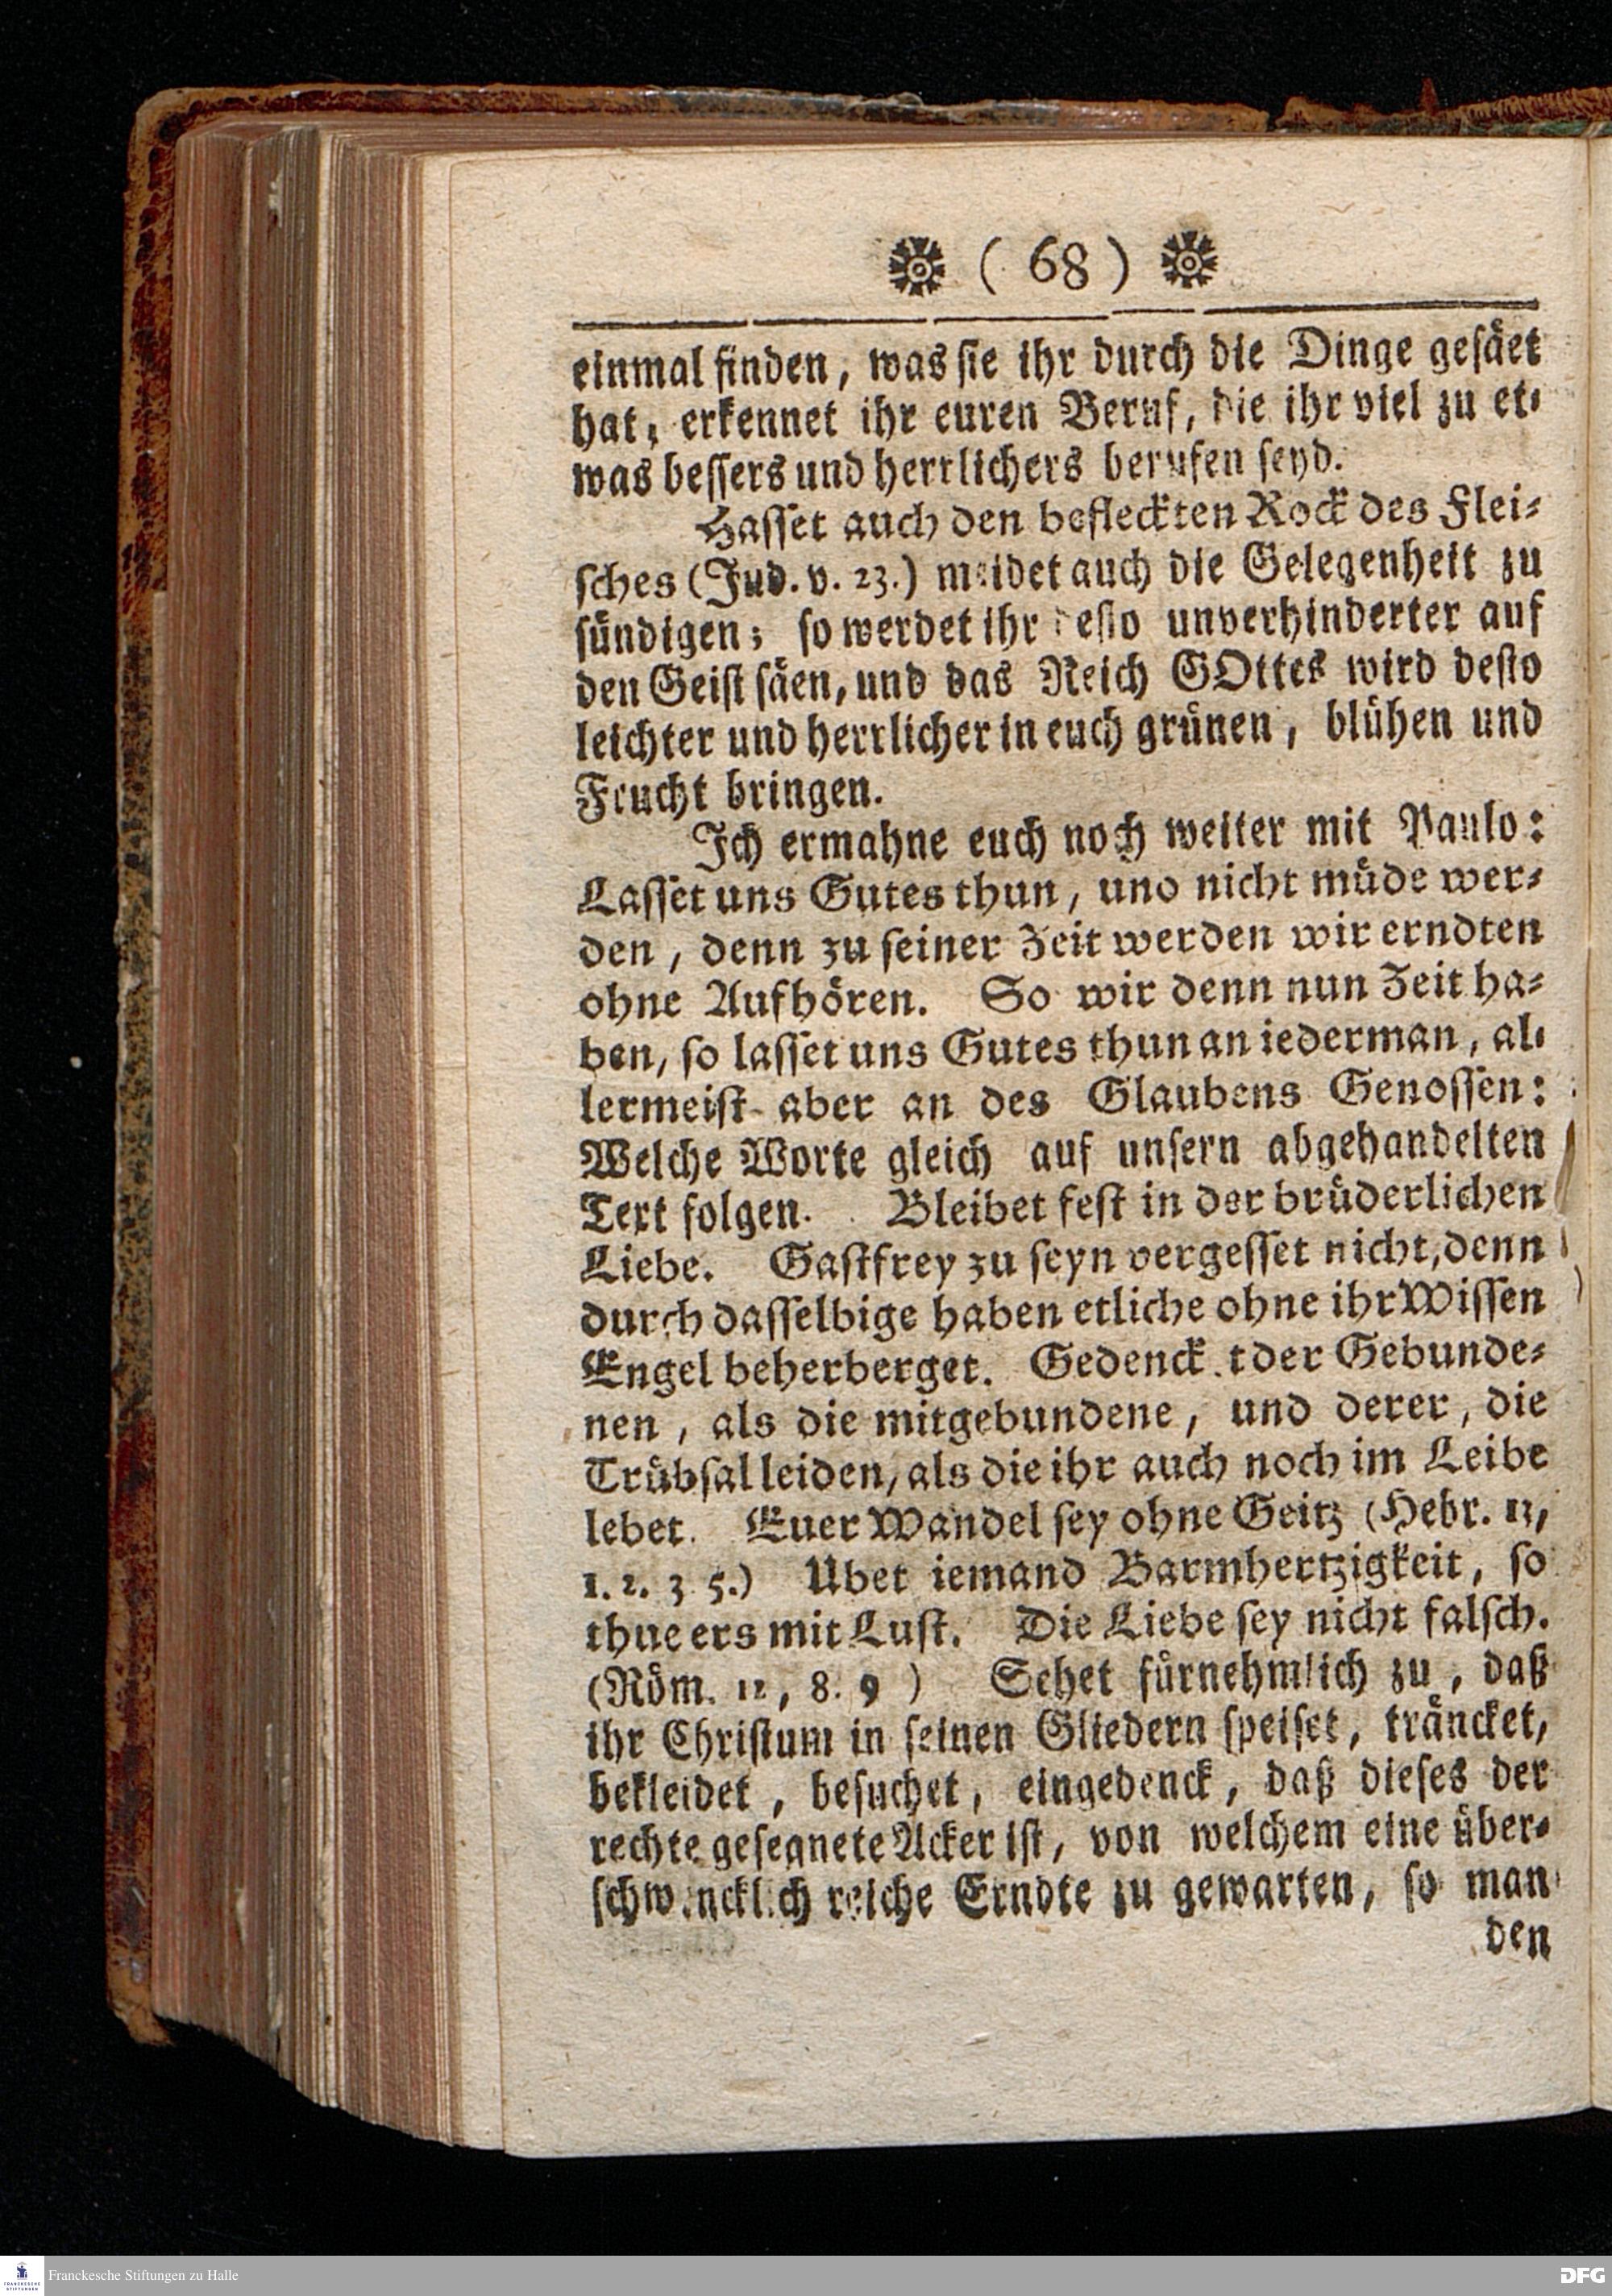 ( 68 )
einmal finden, was sie ihr durch die Dinge gesäet
hat, erkennet ihr euren Beruf, die ihr viel zu et-
was bessers und herrlichers berufen seyd.
Hasset auch den befleckten Rock des Flei-
sches (Jud. v. 23.) meidet auch die Gelegenheit zu
sündigen; so werdet ihr desto unverhinderter auf
den Geist säen, und das Reich GOttes wird desto
leichter und herrlicher in euch grünen, blühen und
Frucht bringen.
Ich ermahne euch noch weiter mit Paulo:
Lasset uns Gutes thun, uno nicht müde wer-
den, denn zu seiner Zeit werden wir erndten
ohne Aufhören. So wir denn nun Zeit ha-
ben, so lasset uns Gutes thun an iederman, al-
lermeist aber an des Glaubens Genossen:
Welche Worte gleich auf unsern abgehandelten
Text folgen. Bleibet fest in der brüderlichen
Liebe. Gastfrey zu seyn vergesset nicht, denn
durch dasselbige haben etliche ohne ihr Wissen
Engel beherberget. Gedencket der Gebunde-
nen, als die mitgebundene, und derer, die
Trübsal leiden, als die ihr auch noch im Leibe
lebet. Euer Wandel sey ohne Geitz (Hebr. 13,
1. 2. 3 5.) Übet iemand Barmhertzigkeit, so
thue ers mit Lust. Die Liebe sey nicht falsch.
(Röm. 12, 8. 9 ) Sehet fürnehmlich zu, daß
ihr Christum in seinen Gliedern speiset, träncket,
bekleidet, besuchet, eingedenck, daß dieses der
rechte gesegnete Acker ist, von welchem eine über-
schwencklich reiche Erndte zu gewarten, so man
den
FRANCKESCHE
STIFTUNGEN
Franckesche Stiftungen zu Halle
DFG